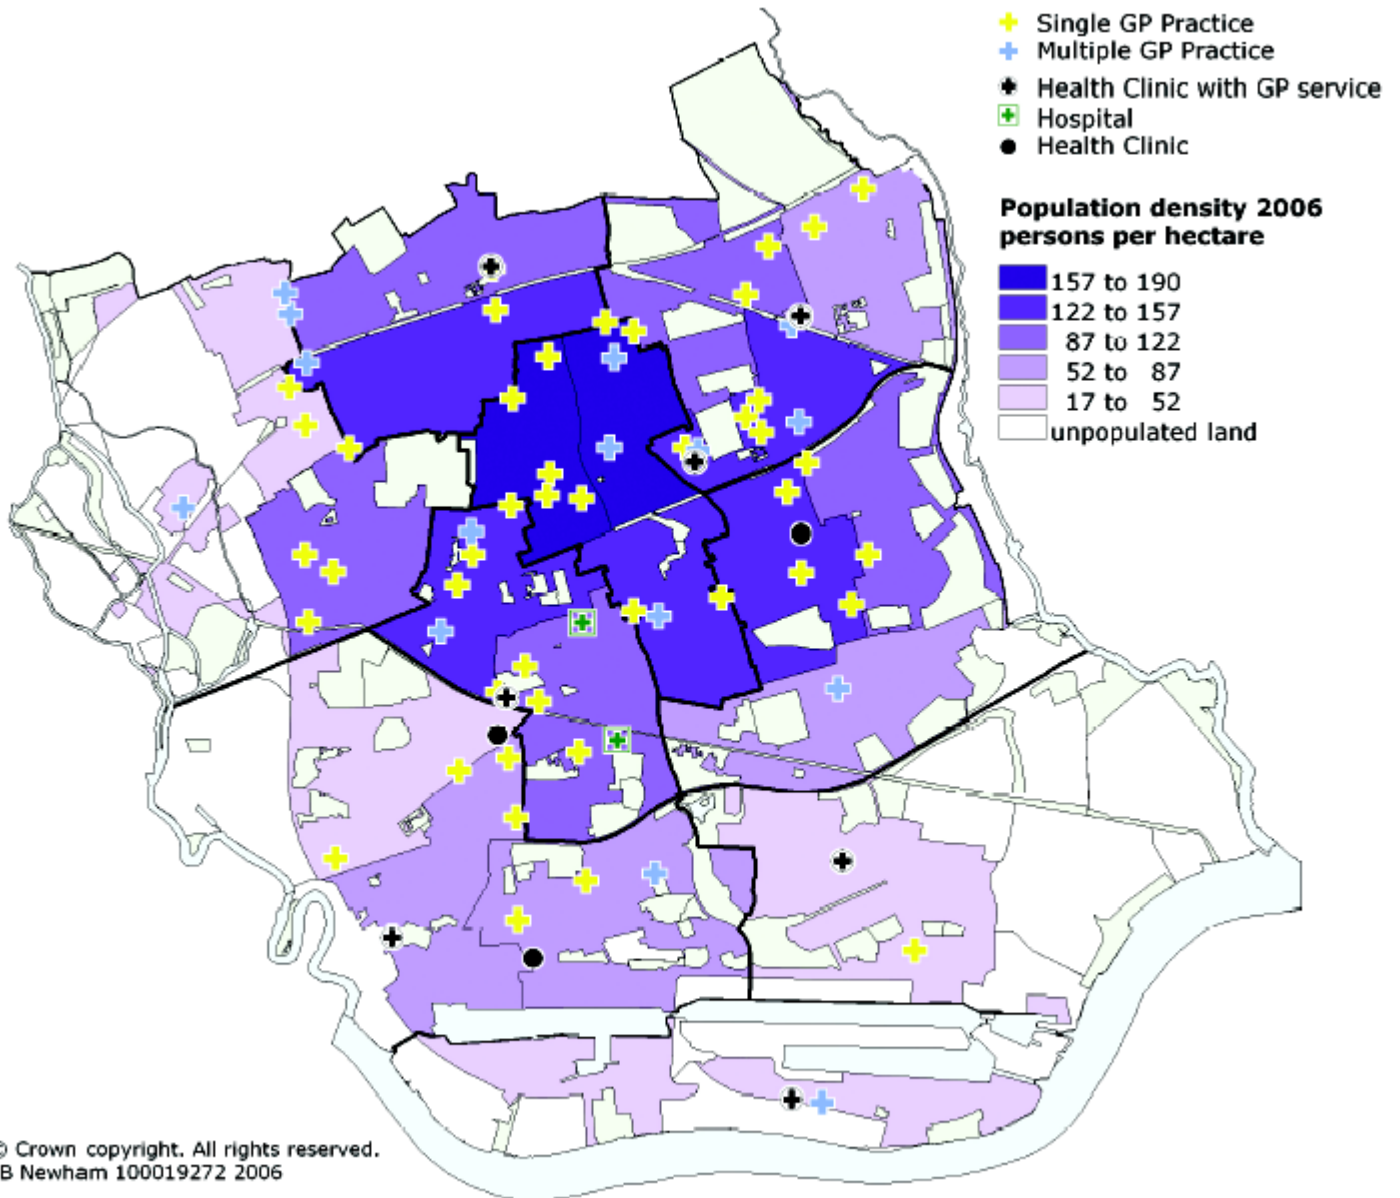 Single GP Practice
Multiple GP Practice
Health Clinic with GP service
Hospital
Health Clinic
Population density 2006
persons per hectare
157 to 190
122 to 157
87 to 122
52 to 87
17 to 52
unpopulated land
© Crown copyright. All rights reserved.
B Newham 100019272 2006